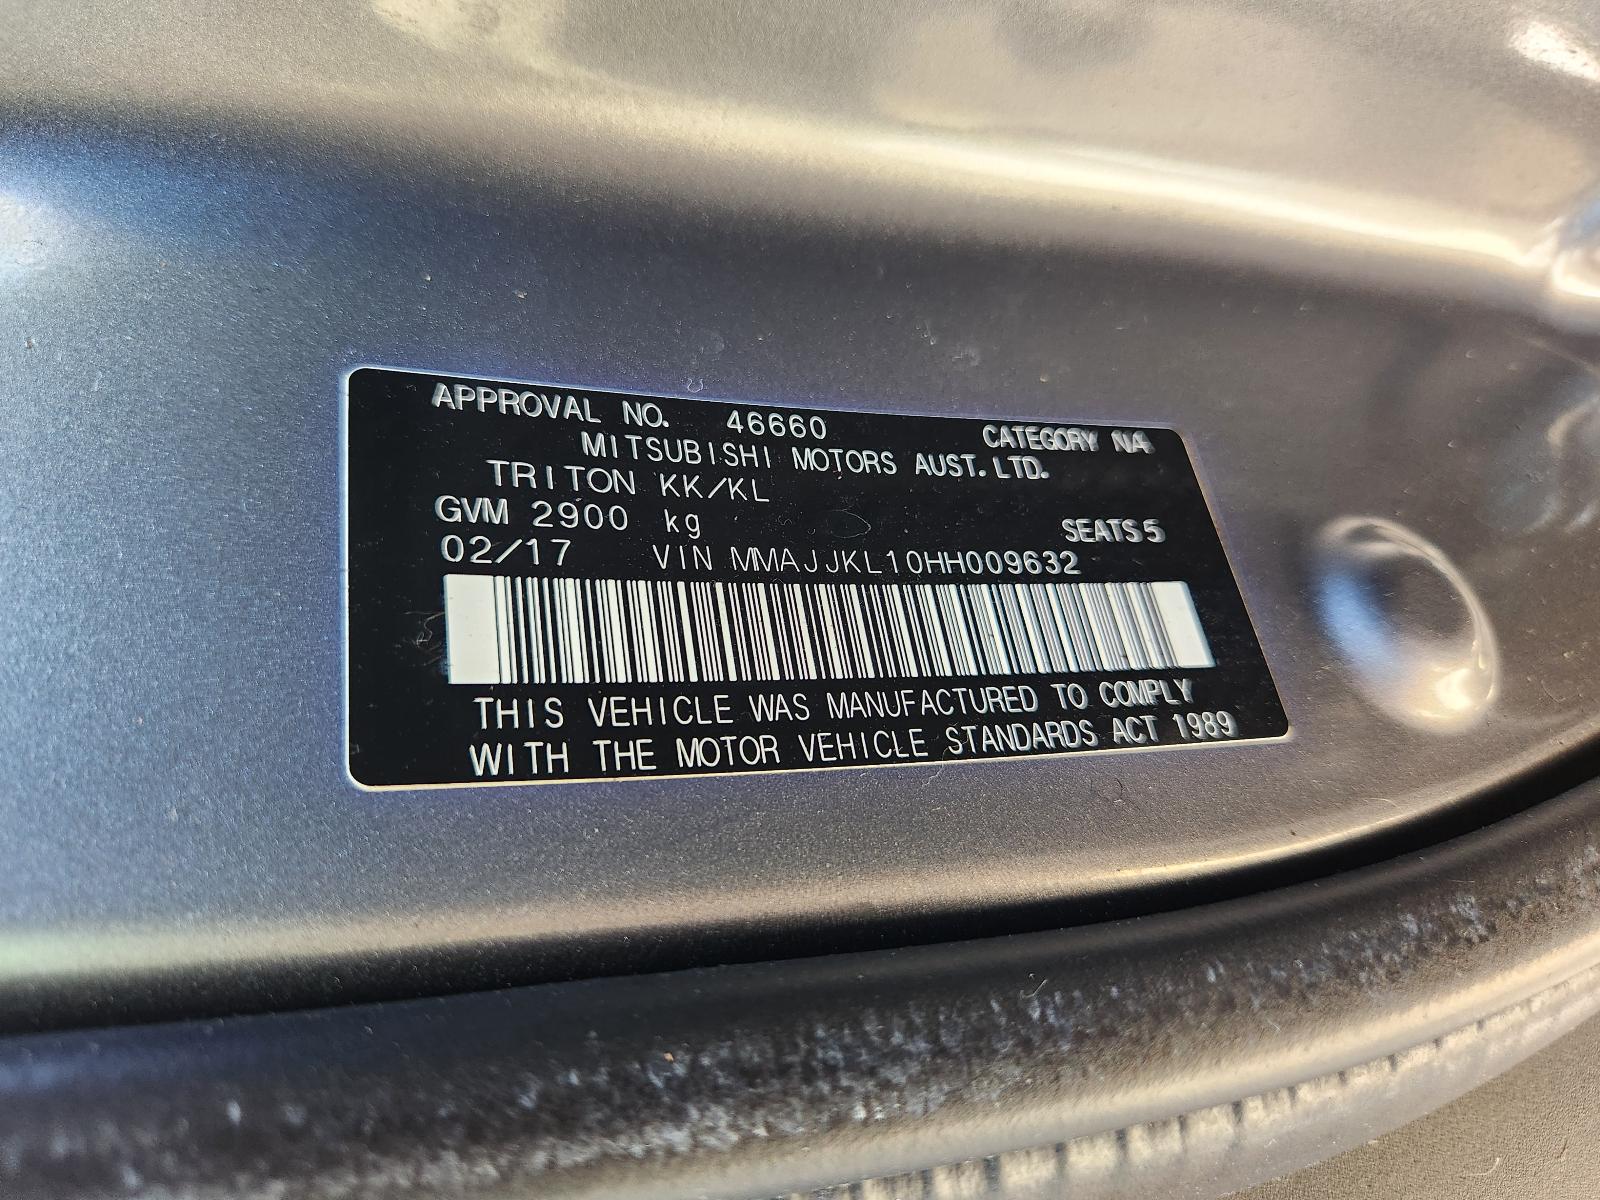 APPROVAL NO. 46660 CATEGORY NA
MITSUBISHI MOTORS AUST. LTD.
TRITON KK/KL
GVM 2900 kg SEATS 5
02/17 VIN MMAJJKL10HH009632
THIS VEHICLE WAS MANUFACTURED TO COMPLY
WITH THE MOTOR VEHICLE STANDARDS ACT 1989